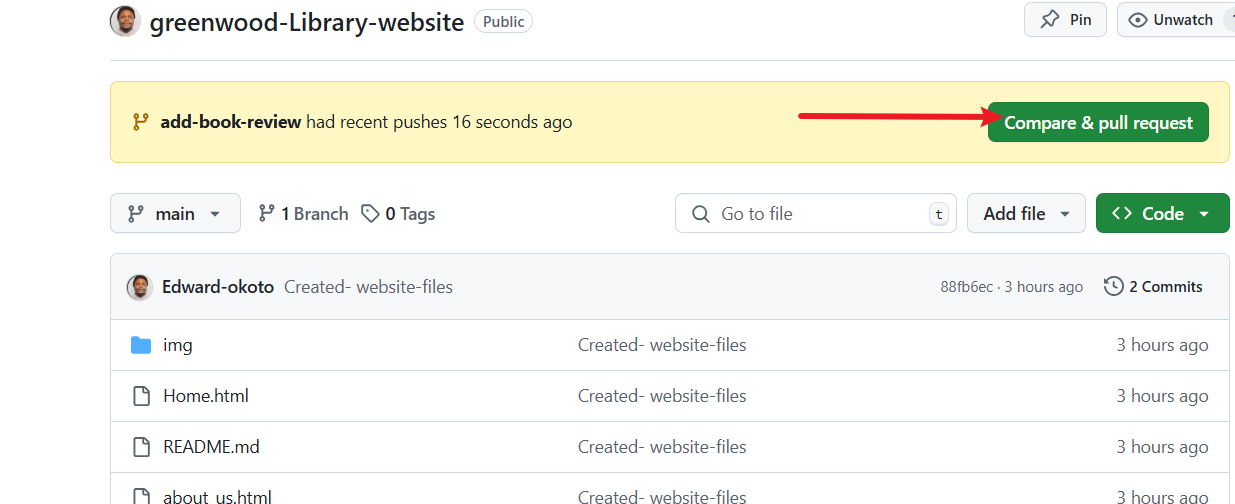 greenwood-Library-website Public Pin Unwatch
add-book-review had recent pushes 16 seconds ago Compare & pull request
main 1 Branch 0 Tags Go to file t Add file <> Code
Edward-okoto Created- website-files 88fb6ec · 3 hours ago 2 Commits
img Created- website-files 3 hours ago
Home.html Created- website-files 3 hours ago
README.md Created- website-files 3 hours ago
about_us.html Created- website-files 3 hours ago